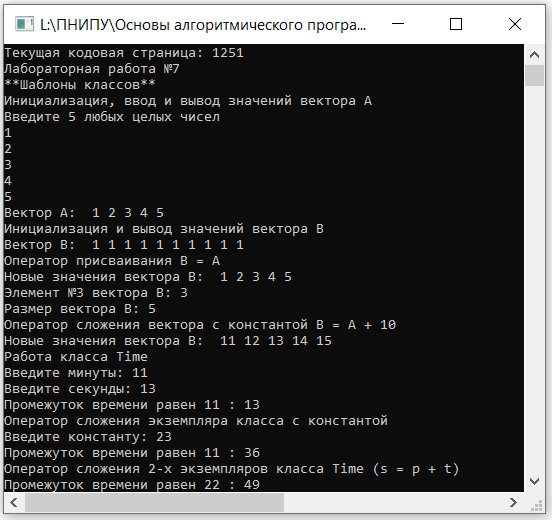 L:\ПНИПУ\Основы алгоритмического програ...
Текущая кодовая страница: 1251
Лабораторная работа №7
**Шаблоны классов**
Инициализация, ввод и вывод значений вектора А
Введите 5 любых целых чисел
1
2
3
4
5
Вектор А:  1 2 3 4 5
Инициализация и вывод значений вектора В
Вектор В:  1 1 1 1 1 1 1 1 1 1
Оператор присваивания B = A
Новые значения вектора В:  1 2 3 4 5
Элемент №3 вектора В: 3
Размер вектора В: 5
Оператор сложения вектора с константой B = A + 10
Новые значения вектора В:  11 12 13 14 15
Работа класса Time
Введите минуты: 11
Введите секунды: 13
Промежуток времени равен 11 : 13
Оператор сложения экземпляра класса с константой
Введите константу: 23
Промежуток времени равен 11 : 36
Оператор сложения 2-х экземпляров класса Time (s = p + t)
Промежуток времени равен 22 : 49